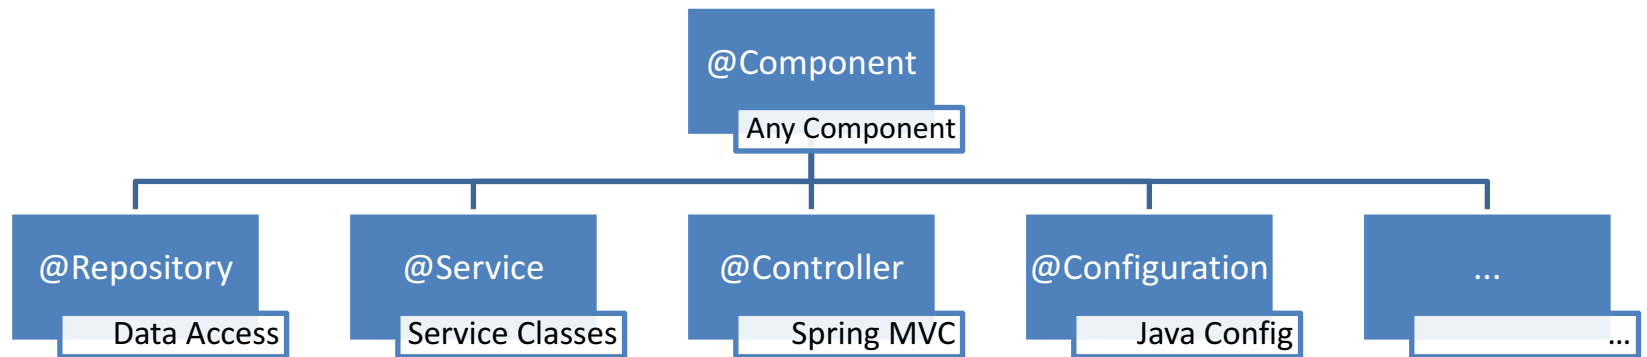 @Component
Any Component
@Repository
Data Access
@Service
Service Classes
@Controller
Spring MVC
@Configuration
Java Config
...
...